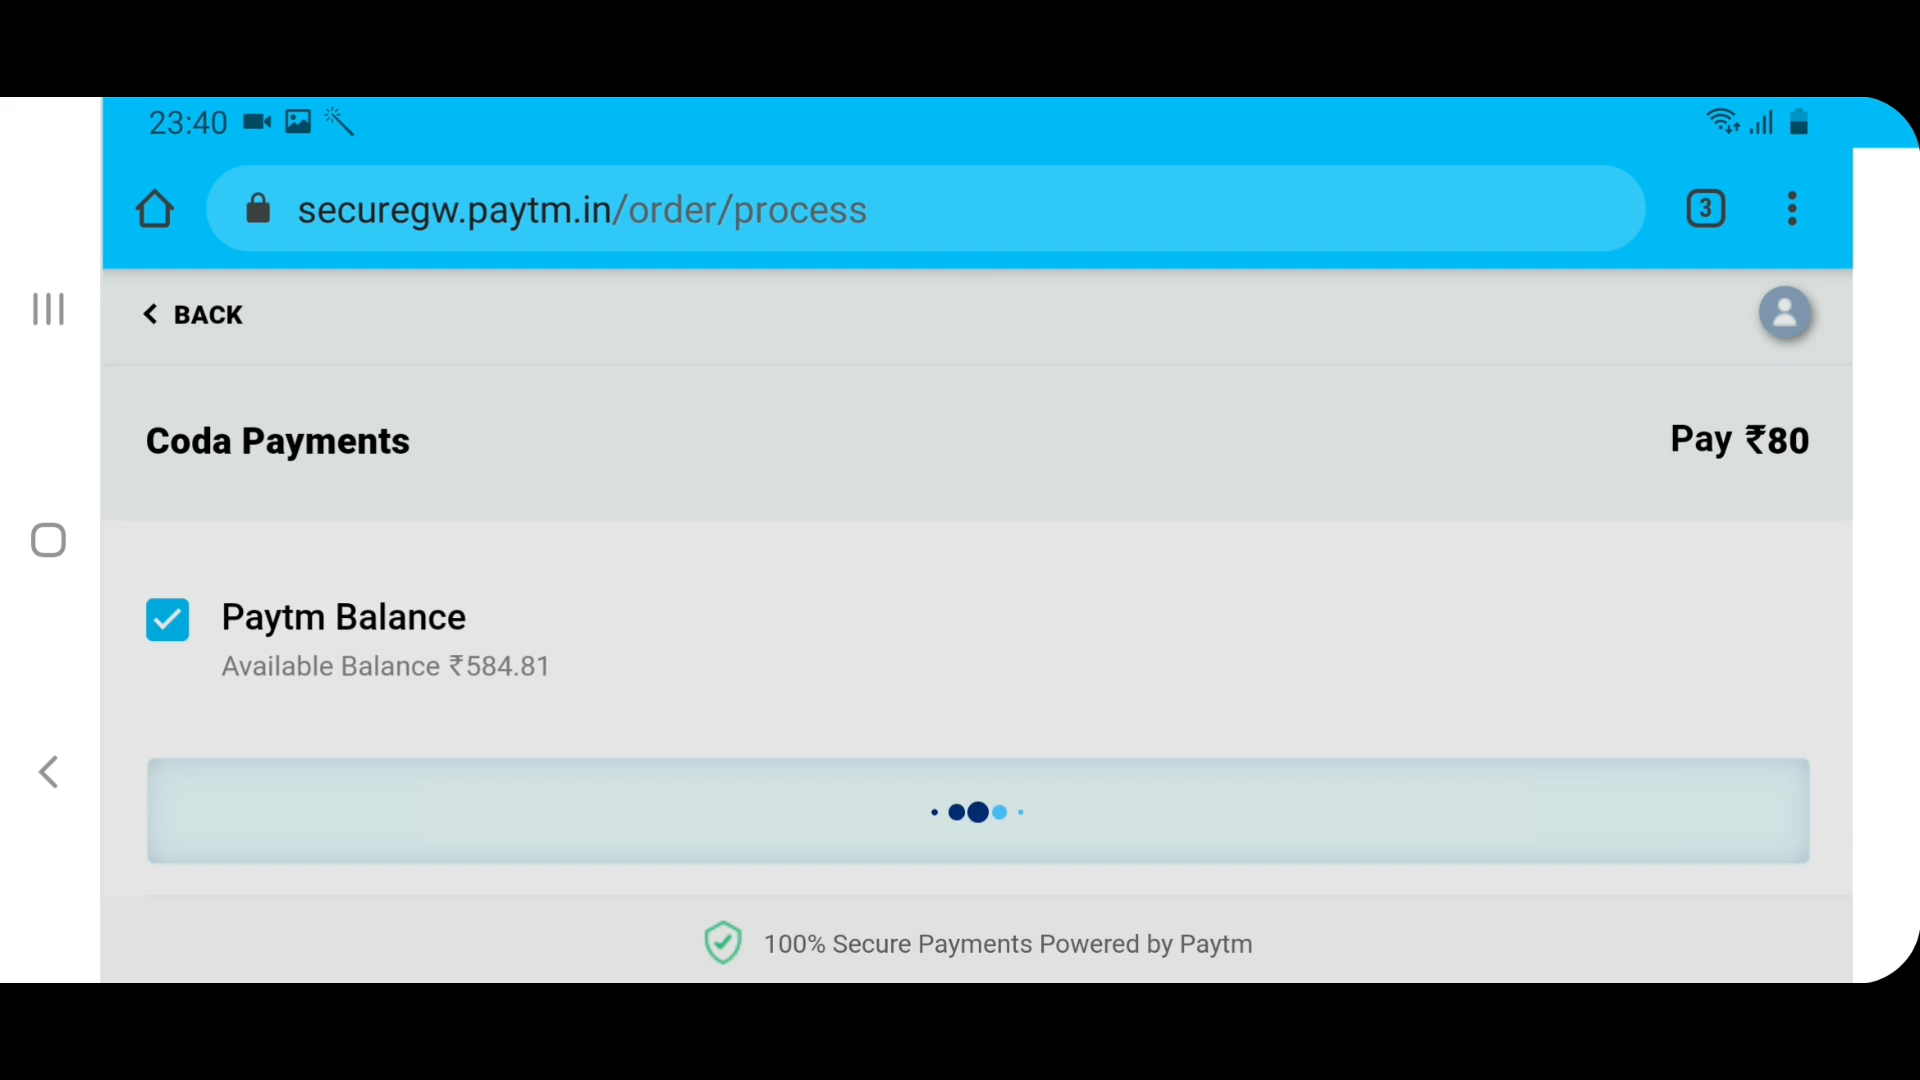 23:40
securegw.paytm.in/order/process
3
BACK
Coda Payments
Pay ₹80
Paytm Balance
Available Balance ₹584.81
100% Secure Payments Powered by Paytm